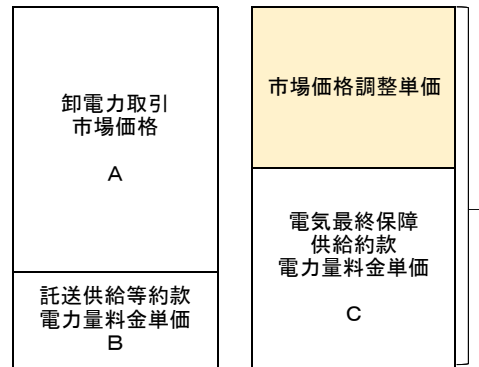 卸電力取引
市場価格
A
託送供給等約款
電力量料金単価
B
市場価格調整単価
電気最終保障
供給約款
電力量料金単価
C